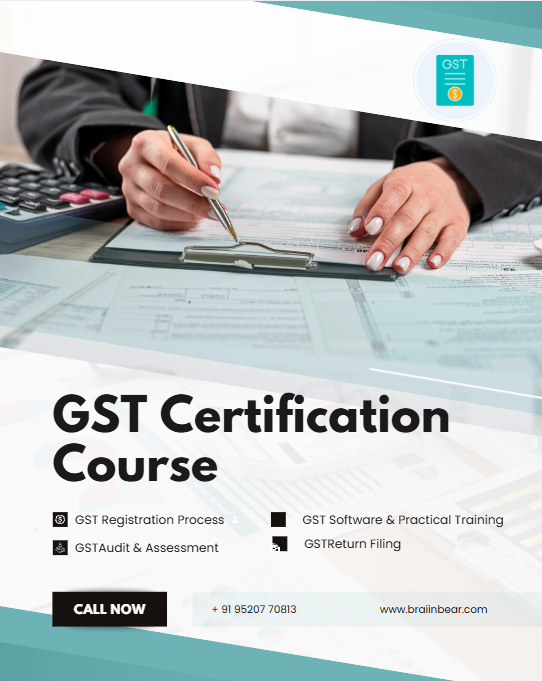 GST
GST Certification
Course
GST Registration Process
GST Software & Practical Training
GSTAudit & Assessment
GSTReturn Filing
CALL NOW
+ 91 95207 70813
www.braiinbear.com